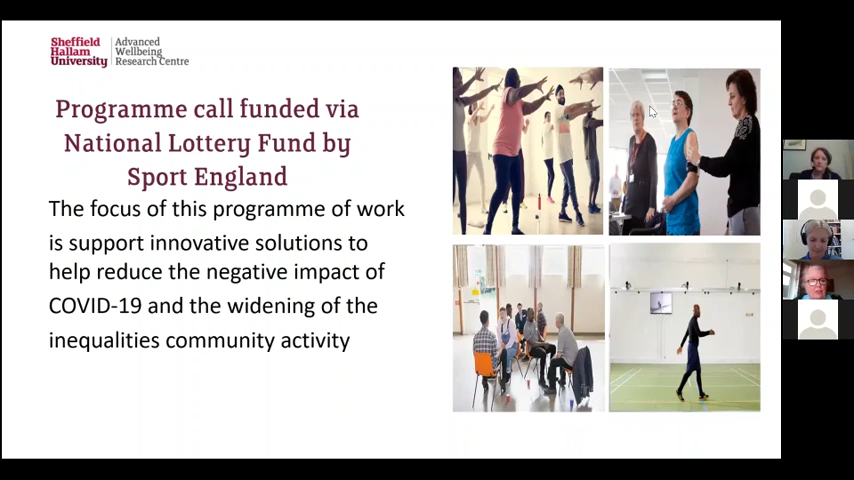 Sheffield
Hallam
University
Advanced
Wellbeing
Research Centre
Programme call funded via
National Lottery Fund by
Sport England
The focus of this programme of work
is support innovative solutions to
help reduce the negative impact of
COVID-19 and the widening of the
inequalities community activity